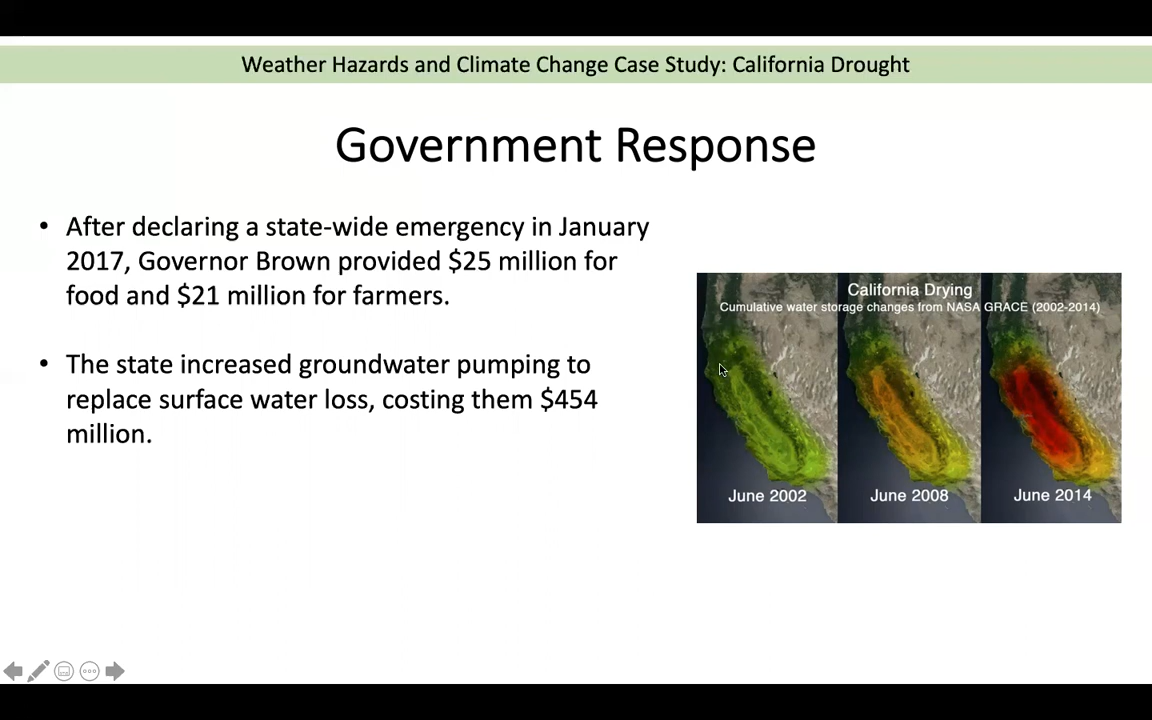 Weather Hazards and Climate Change Case Study: California Drought
Government Response
• After declaring a state-wide emergency in January
2017, Governor Brown provided $25 million for
food and $21 million for farmers.
• The state increased groundwater pumping to
replace surface water loss, costing them $454
million.
California Drying
Cumulative water storage changes from NASA GRACE (2002-2014)
June 2002
June 2008
June 2014